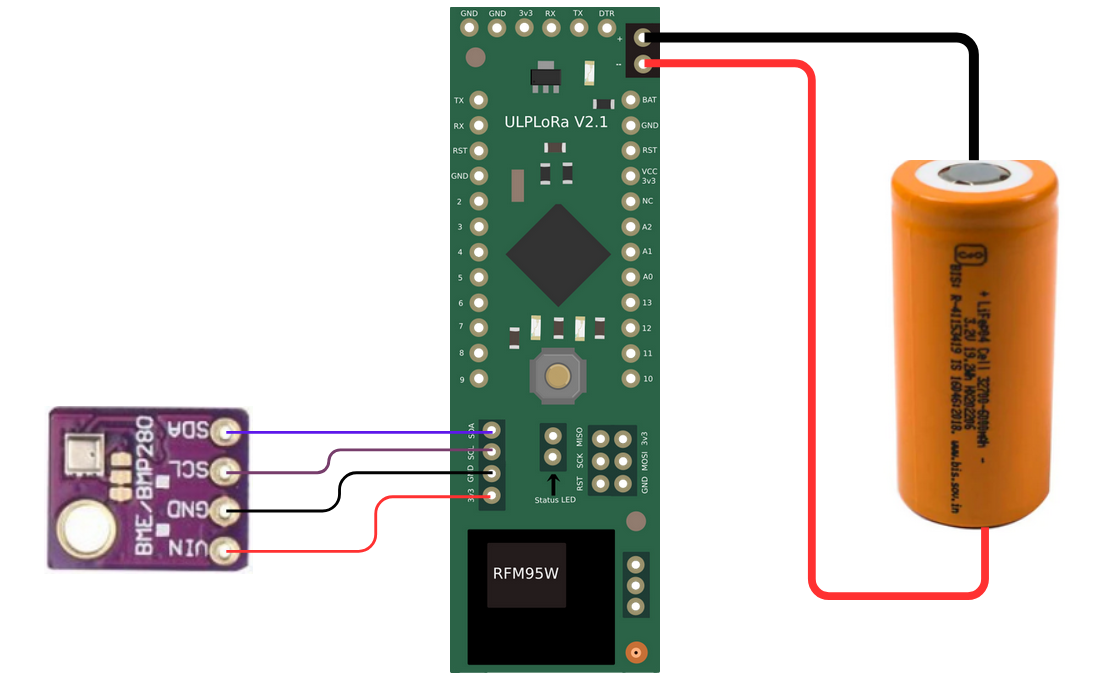 GND GND 3v3 RX TX DTR
+
--
TX BAT
RX GND
ULPLoRa V2.1
RST RST
GND VCC
3v3
2 NC
3 A2
4 A1
5 A0
6 13
7 12
8 11
9 10
SDA
SCL
GND
3v3
MISO
SCK
RST
3v3
MOSI
GND
Status LED
RFM95W
SDA
SCL
GND
VIN
BME/BMP280
+ LiFePO4 Cell 32700-6000mAh -
3.2V 19.2Wh
BIS: R-41153419 IS 16046:2018. www.bis.gov.in